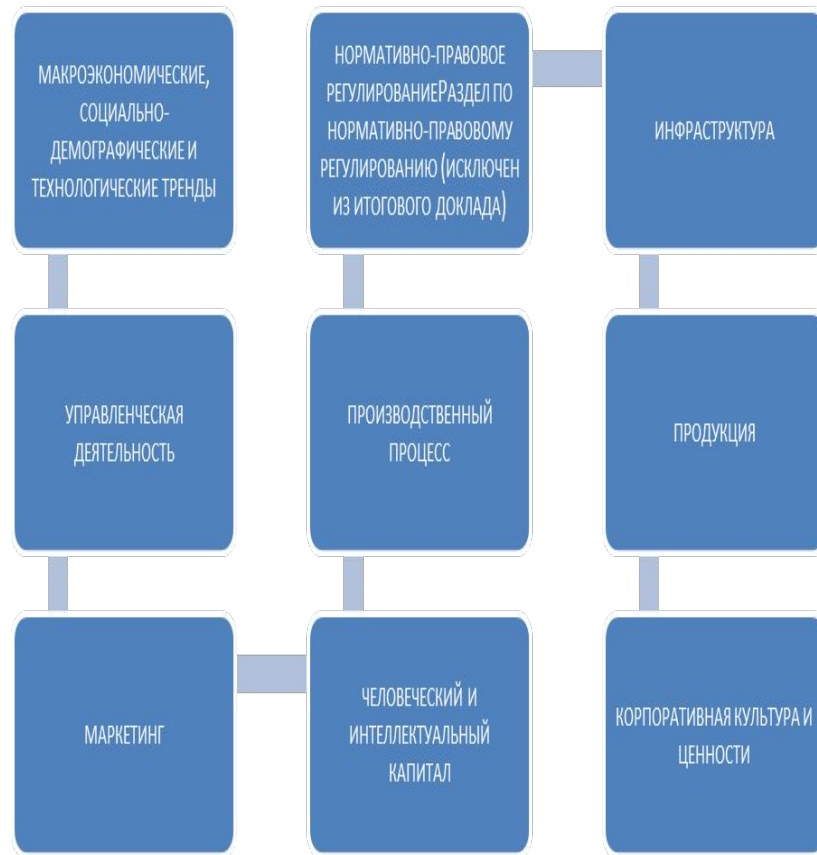 МАКРОЭКОНОМИЧЕСКИЕ,
СОЦИАЛЬНО-
ДЕМОГРАФИЧЕСКИЕ И
ТЕХНОЛОГИЧЕСКИЕ ТРЕНДЫ
УПРАВЛЕНЧЕСКАЯ
ДЕЯТЕЛЬНОСТЬ
МАРКЕТИНГ
ЧЕЛОВЕЧЕСКИЙ И
ИНТЕЛЛЕКТУАЛЬНЫЙ
КАПИТАЛ
ПРОИЗВОДСТВЕННЫЙ
ПРОЦЕСС
НОРМАТИВНО-ПРАВОВОЕ
РЕГУЛИРОВАНИЕРАЗДЕЛ ПО
НОРМАТИВНО-ПРАВОВОМУ
РЕГУЛИРОВАНИЮ (ИСКЛЮЧЕН
ИЗ ИТОГОВОГО ДОКЛАДА)
ИНФРАСТРУКТУРА
ПРОДУКЦИЯ
КОРПОРАТИВНАЯ КУЛЬТУРА И
ЦЕННОСТИ